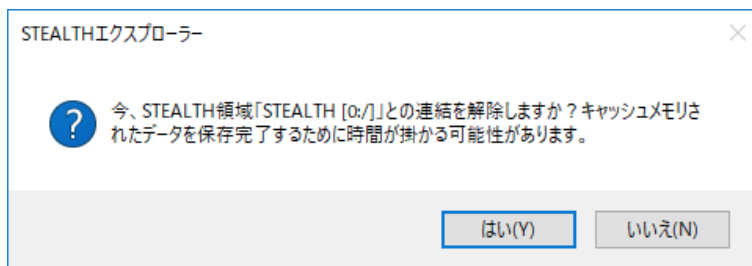 STEALTHエクスプローラー
今、STEALTH領域「STEALTH [0:/]」との連結を解除しますか？キャッシュメモリさ
れたデータを保存完了するために時間が掛かる可能性があります。
はい(Y)
いいえ(N)